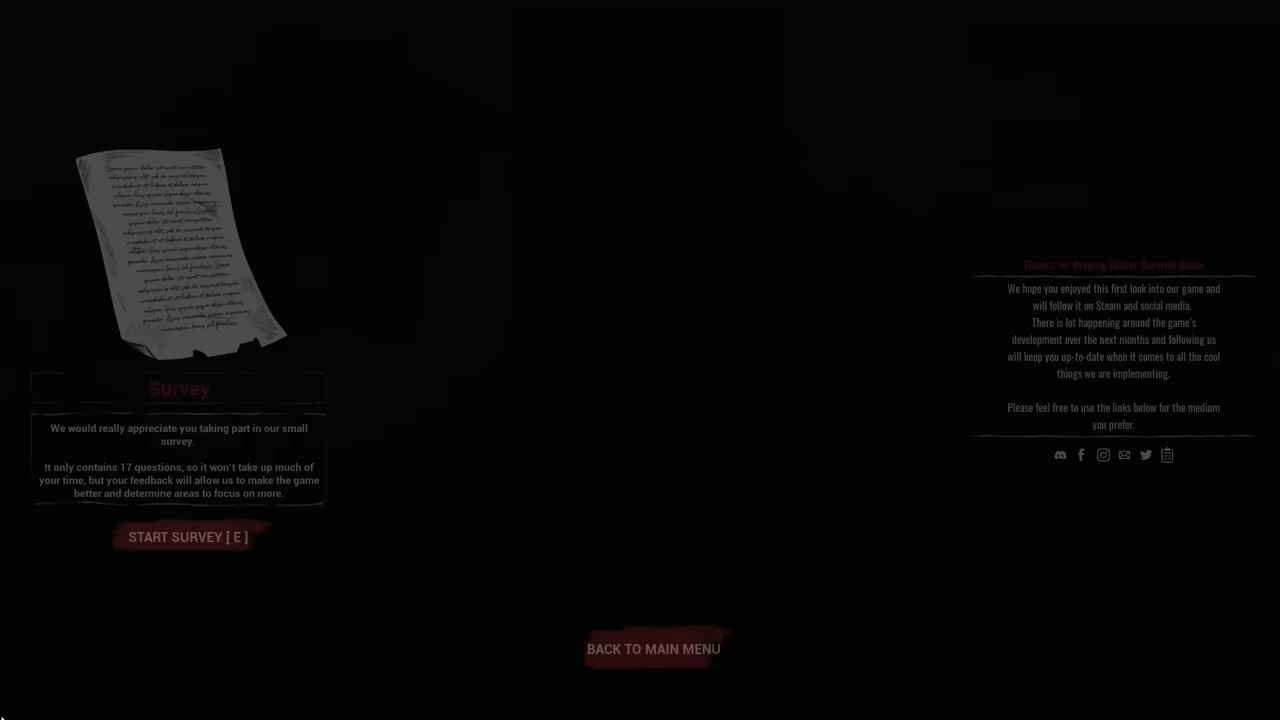 Survey
We would really appreciate you taking part in our small
survey.
It only contains 17 questions, so it won't take up much of
your time, but your feedback will allow us to make the game
better and determine areas to focus on more.
START SURVEY [ E ]
Thanks for Playing Winter Survival Demo
We hope you enjoyed this first look into our game and
will follow it on Steam and social media.
There is lot happening around the game's
development over the next months and following us
will keep you up-to-date when it comes to all the cool
things we are implementing.
Please feel free to use the links below for the medium
you prefer.
BACK TO MAIN MENU